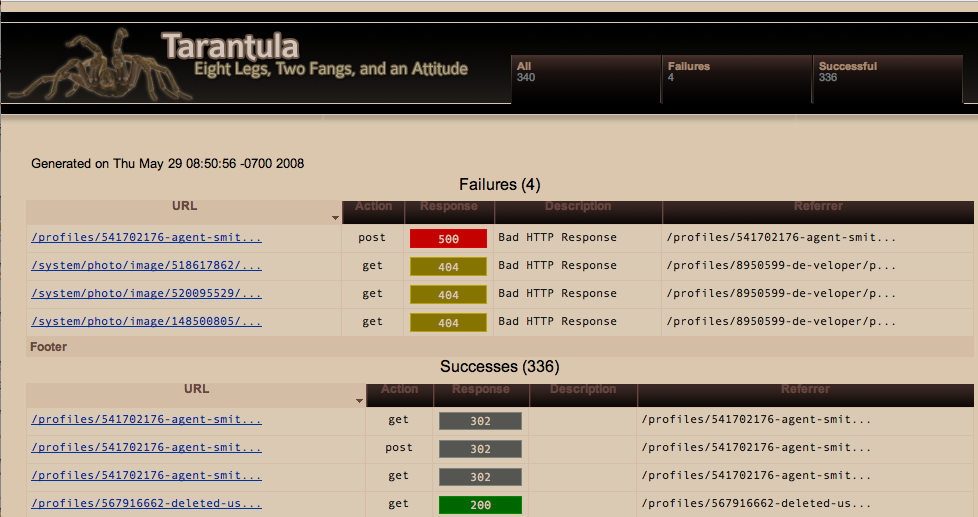 Tarantula
Eight Legs, Two Fangs, and an Attitude
All Failures Successful
340 4 336
Generated on Thu May 29 08:50:56 -0700 2008
Failures (4)
URL Action Response Description Referrer
/profiles/541702176-agent-smit... post 500 Bad HTTP Response /profiles/541702176-agent-smit...
/system/photo/image/518617862/... get 404 Bad HTTP Response /profiles/8950599-de-veloper/p...
/system/photo/image/520095529/... get 404 Bad HTTP Response /profiles/8950599-de-veloper/p...
/system/photo/image/148500805/... get 404 Bad HTTP Response /profiles/8950599-de-veloper/p...
Footer
Successes (336)
URL Action Response Description Referrer
/profiles/541702176-agent-smit... get 302 /profiles/541702176-agent-smit...
/profiles/541702176-agent-smit... post 302 /profiles/541702176-agent-smit...
/profiles/541702176-agent-smit... get 302 /profiles/541702176-agent-smit...
/profiles/567916662-deleted-us... get 200 /profiles/567916662-deleted-us...